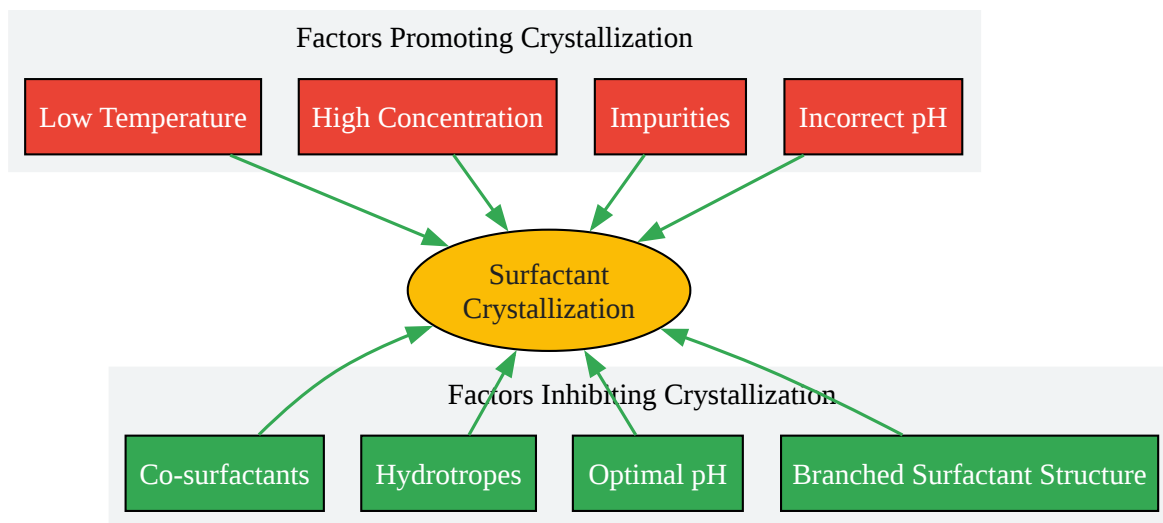 Factors Promoting Crystallization
Low Temperature
High Concentration
Impurities
Incorrect pH
Surfactant
Crystallization
Factors Inhibiting Crystallization
Co-surfactants
Hydrotropes
Optimal pH
Branched Surfactant Structure